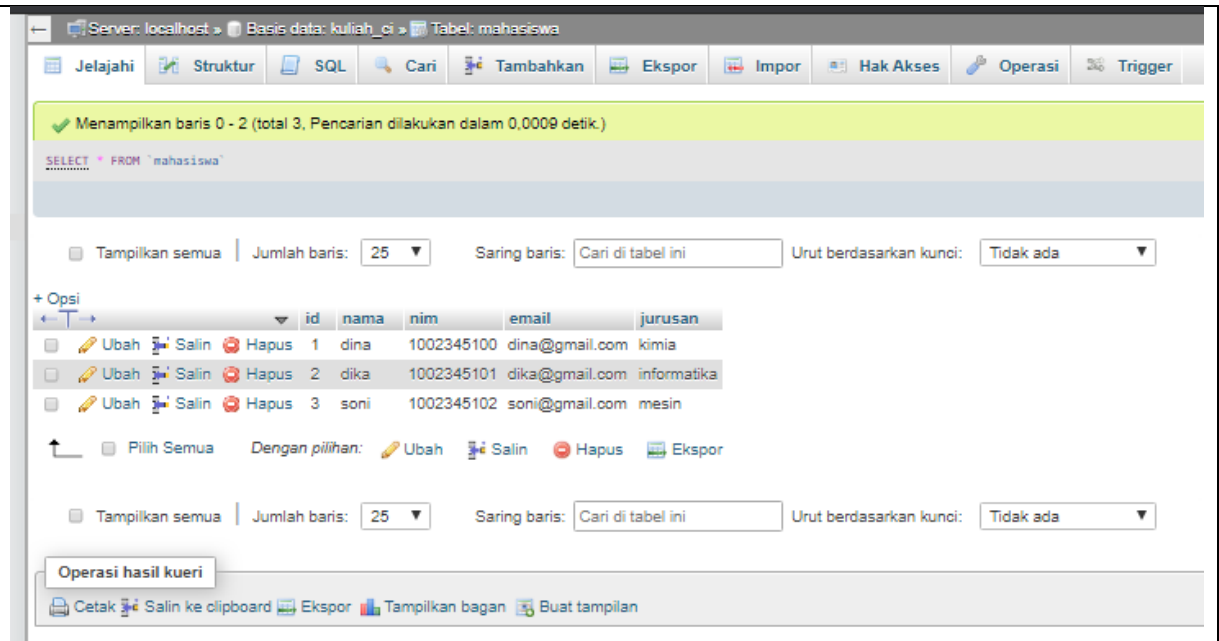 Server: localhost » Basis data: kuliah_ci » Tabel: mahasiswa
Jelajahi Struktur SQL Cari Tambahkan Ekspor Impor Hak Akses Operasi Trigger
Menampilkan baris 0 - 2 (total 3, Pencarian dilakukan dalam 0,0009 detik.)
SELECT * FROM `mahasiswa`
Tampilkan semua Jumlah baris: 25 Saring baris: Cari di tabel ini Urut berdasarkan kunci: Tidak ada
+ Opsi
id nama nim email jurusan
Ubah Salin Hapus 1 dina 1002345100 dina@gmail.com kimia
Ubah Salin Hapus 2 dika 1002345101 dika@gmail.com informatika
Ubah Salin Hapus 3 soni 1002345102 soni@gmail.com mesin
Pilih Semua Dengan pilihan: Ubah Salin Hapus Ekspor
Tampilkan semua Jumlah baris: 25 Saring baris: Cari di tabel ini Urut berdasarkan kunci: Tidak ada
Operasi hasil kueri
Cetak Salin ke clipboard Ekspor Tampilkan bagan Buat tampilan